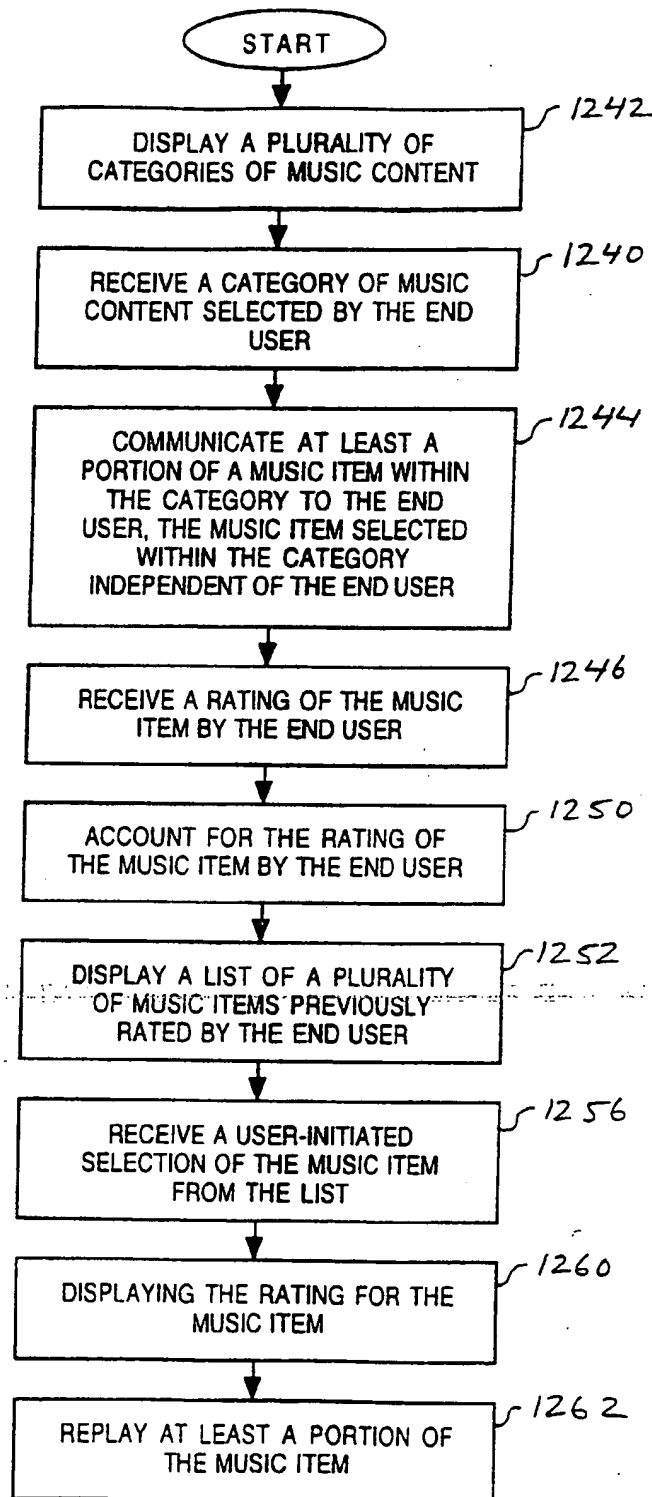 START
1242
DISPLAY A PLURALITY OF
CATEGORIES OF MUSIC CONTENT
1240
RECEIVE A CATEGORY OF MUSIC
CONTENT SELECTED BY THE END
USER
1244
COMMUNICATE AT LEAST A
PORTION OF A MUSIC ITEM WITHIN
THE CATEGORY TO THE END
USER, THE MUSIC ITEM SELECTED
WITHIN THE CATEGORY
INDEPENDENT OF THE END USER
1246
RECEIVE A RATING OF THE MUSIC
ITEM BY THE END USER
1250
ACCOUNT FOR THE RATING OF
THE MUSIC ITEM BY THE END USER
1252
DISPLAY A LIST OF A PLURALITY
OF MUSIC ITEMS PREVIOUSLY
RATED BY THE END USER
1256
RECEIVE A USER-INITIATED
SELECTION OF THE MUSIC ITEM
FROM THE LIST
1260
DISPLAYING THE RATING FOR THE
MUSIC ITEM
1262
REPLAY AT LEAST A PORTION OF
THE MUSIC ITEM